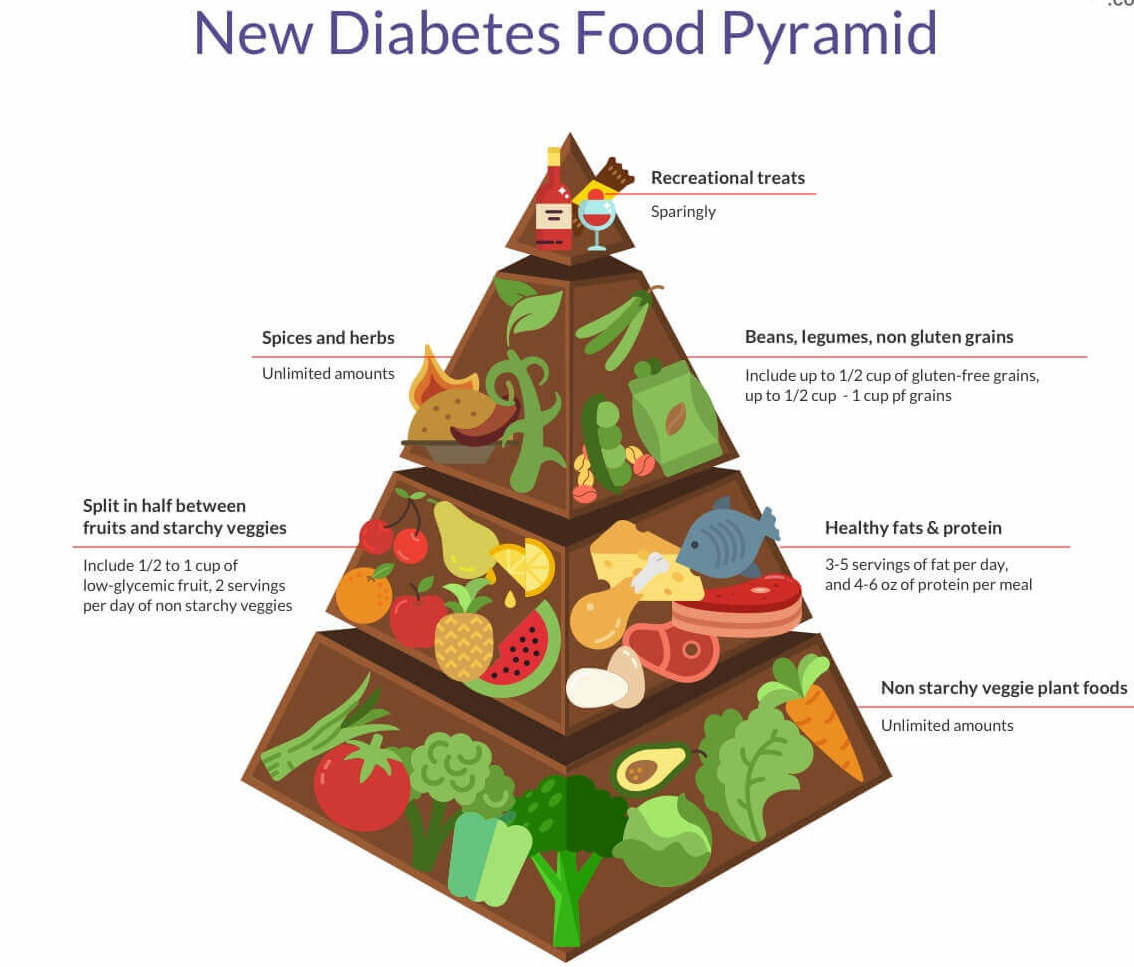 New Diabetes Food Pyramid
Recreational treats
Sparingly
Spices and herbs
Unlimited amounts
Beans, legumes, non gluten grains
Include up to 1/2 cup of gluten-free grains,
up to 1/2 cup - 1 cup pf grains
Split in half between
fruits and starchy veggies
Include 1/2 to 1 cup of
low-glycemic fruit, 2 servings
per day of non starchy veggies
Healthy fats & protein
3-5 servings of fat per day,
and 4-6 oz of protein per meal
Non starchy veggie plant foods
Unlimited amounts